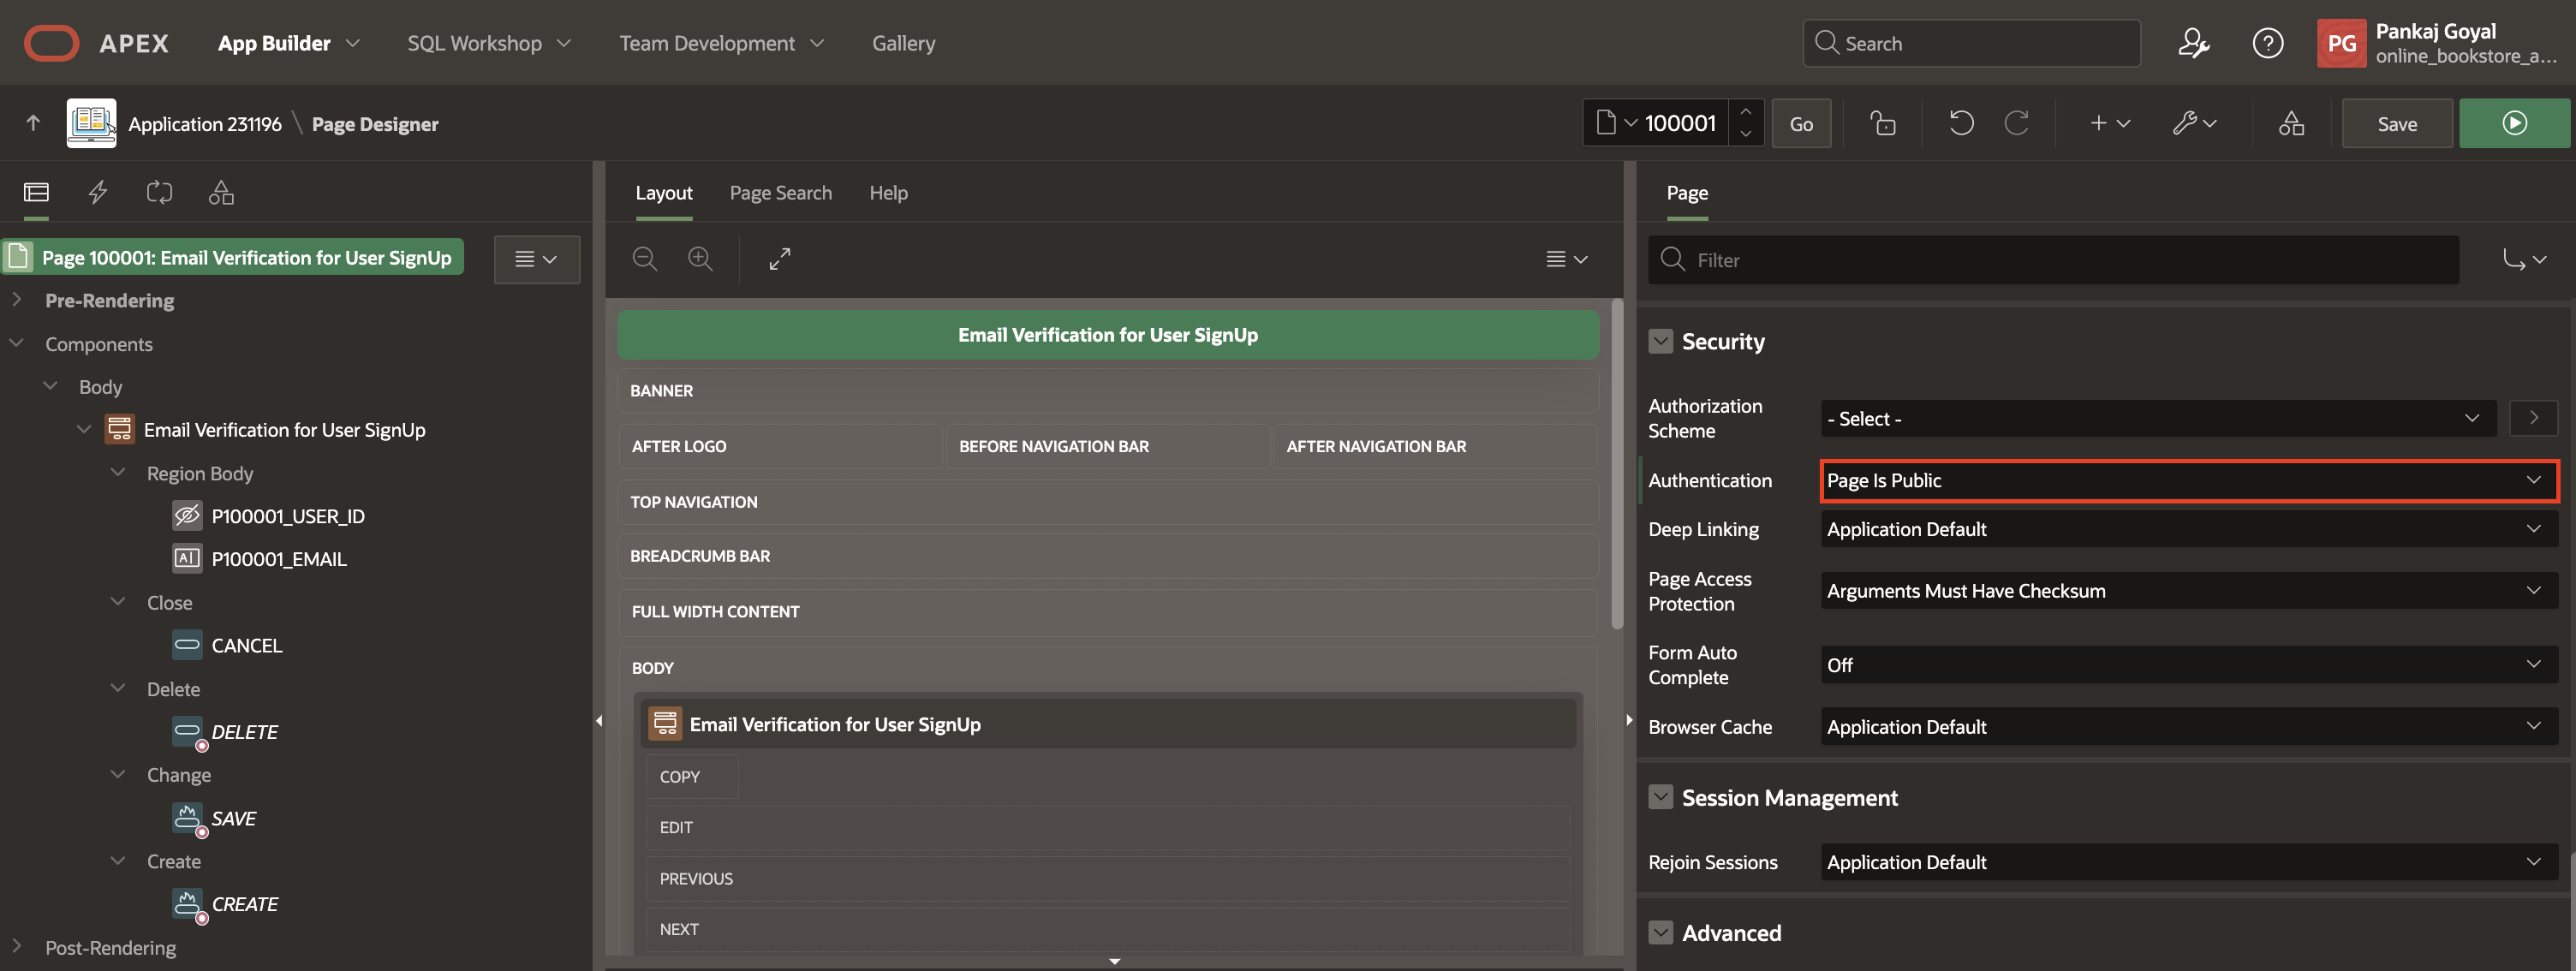 APEX App Builder SQL Workshop Team Development Gallery Search PG Pankaj Goyal
online_bookstore_a...
Application 231196 \ Page Designer 100001 Go Save
Layout Page Search Help Page
Page 100001: Email Verification for User SignUp
Filter
Pre-Rendering
Components
Body
Email Verification for User SignUp
Region Body
P100001_USER_ID
P100001_EMAIL
Close
CANCEL
Delete
DELETE
Change
SAVE
Create
CREATE
Post-Rendering
Email Verification for User SignUp
BANNER
AFTER LOGO BEFORE NAVIGATION BAR AFTER NAVIGATION BAR
TOP NAVIGATION
BREADCRUMB BAR
FULL WIDTH CONTENT
BODY
Email Verification for User SignUp
COPY
EDIT
PREVIOUS
NEXT
Security
Authorization
Scheme
- Select -
Authentication Page Is Public
Deep Linking Application Default
Page Access
Protection
Arguments Must Have Checksum
Form Auto
Complete
Off
Browser Cache Application Default
Session Management
Rejoin Sessions Application Default
Advanced